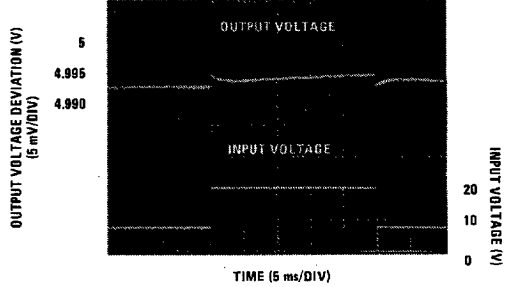 OUTPUT VOLTAGE
OUTPUT VOLTAGE DEVIATION (V)
(5 mV/DIV)
5
4.995
4.990
INPUT VOLTAGE
20
10
0
INPUT VOLTAGE (V)
TIME (5 ms/DIV)